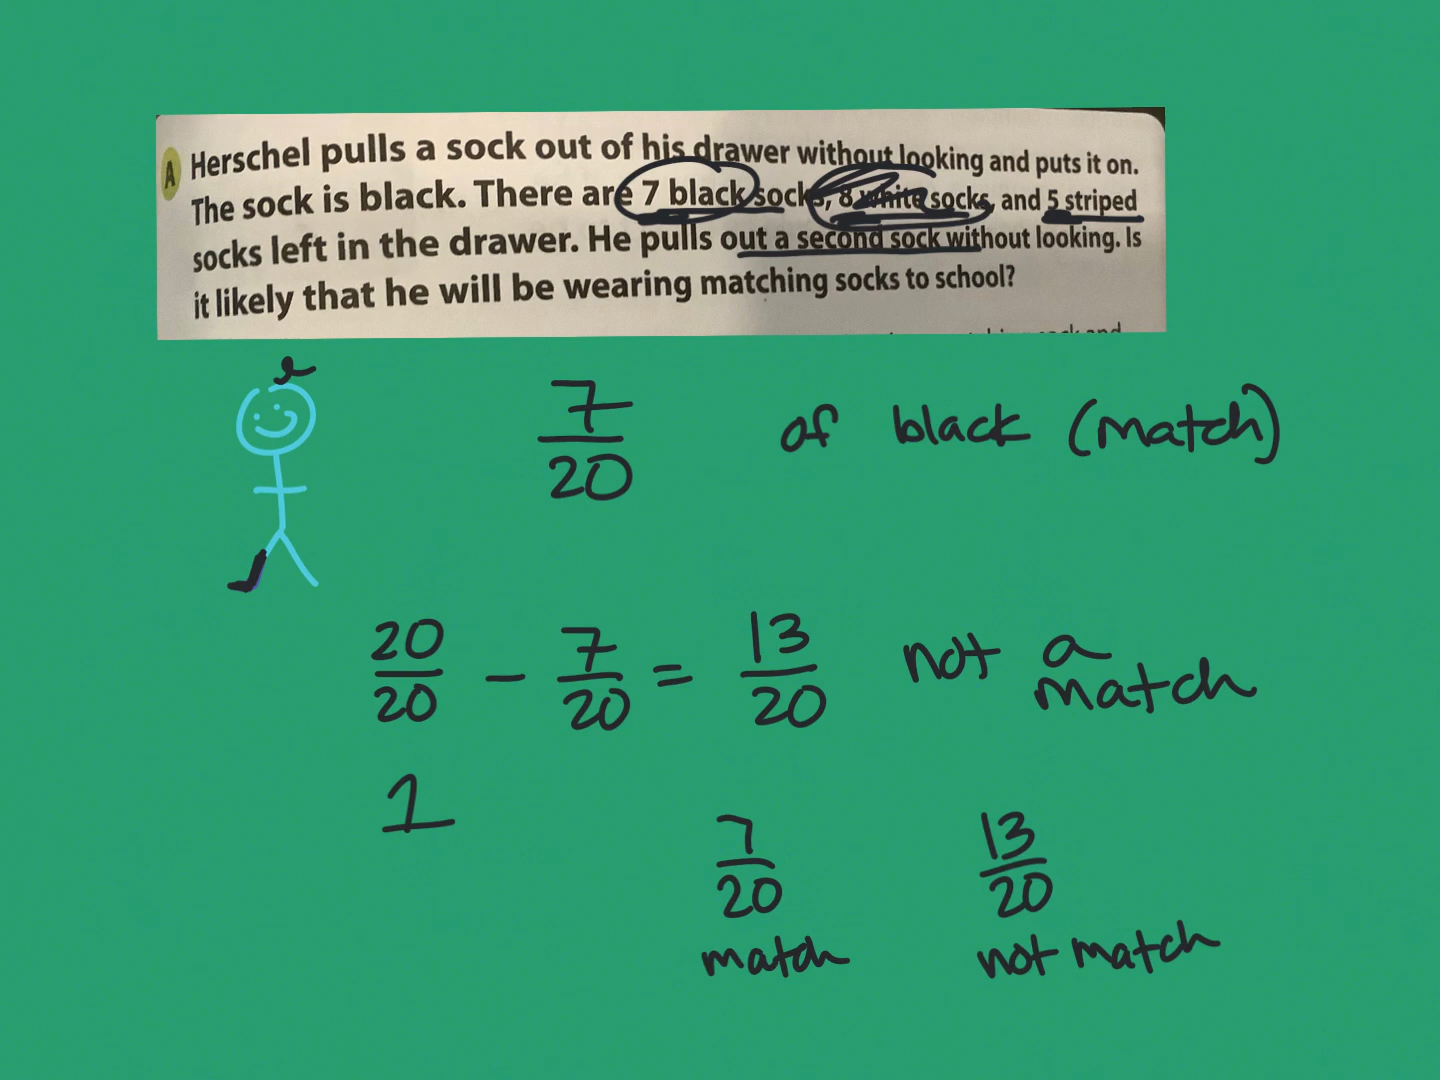 A Herschel pulls a sock out of his drawer without looking and puts it on.
The sock is black. There are 7 black socks, 8 white socks, and 5 striped
socks left in the drawer. He pulls out a second sock without looking. Is
it likely that he will be wearing matching socks to school?
sock and
7/20 of black (match)
20/20 - 7/20 = 13/20 not a match
1
7/20 13/20
match not match